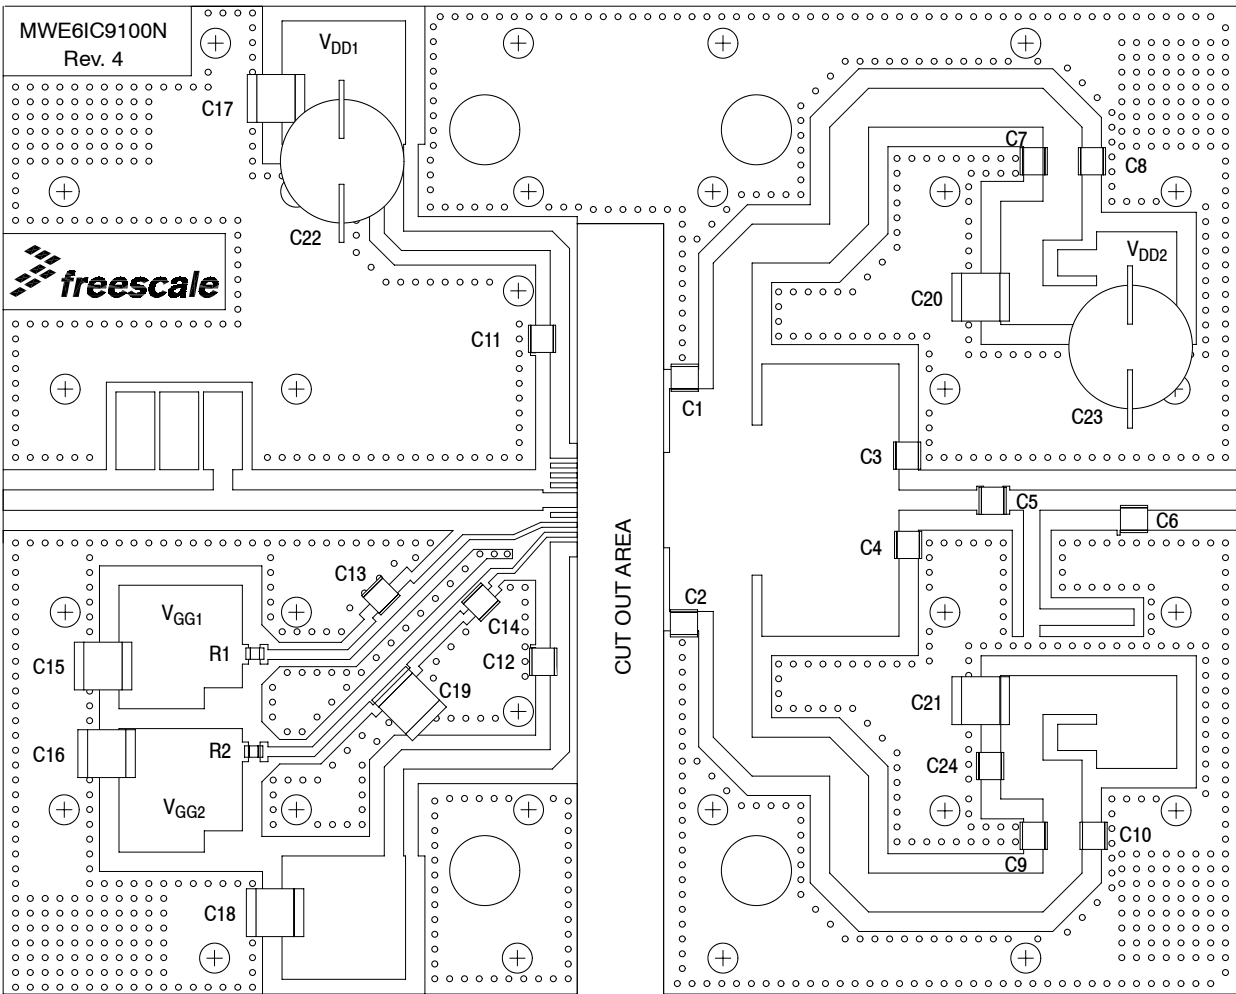 MWE6IC9100N
Rev. 4
VDD1
C17
C22
freescale
C11
C7
C8
VDD2
C20
C23
C1
C3
C5
C6
C4
C2
CUT OUT AREA
C13
VGG1
R1
C14
C15
C12
C19
C16
R2
VGG2
C18
C21
C24
C9
C10